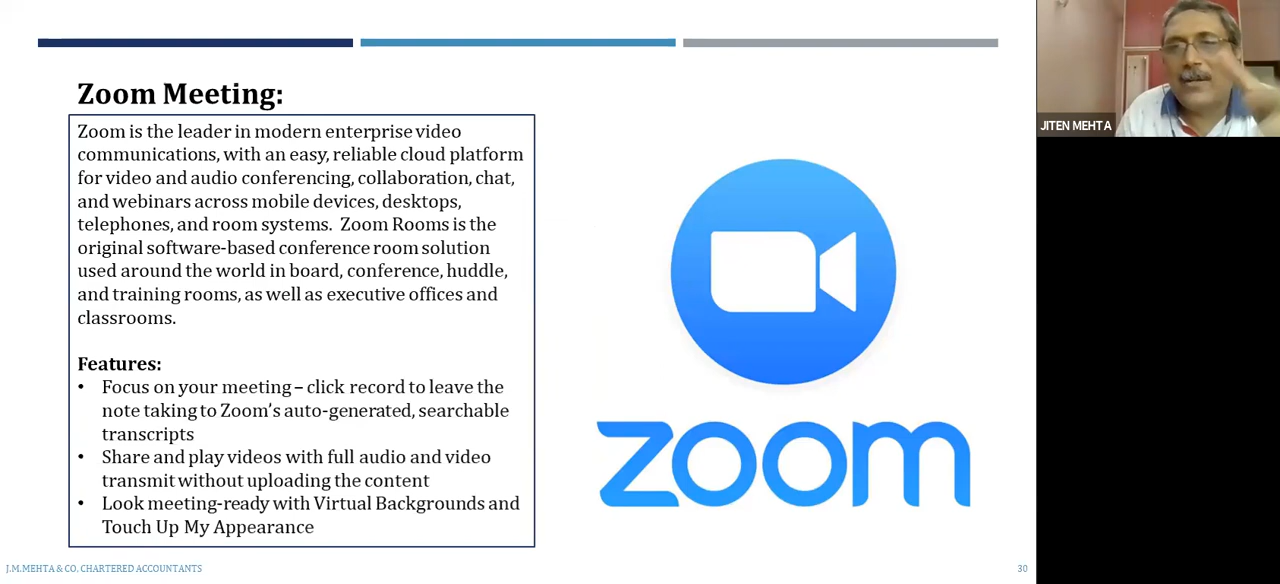 Zoom Meeting:
Zoom is the leader in modern enterprise video
communications, with an easy, reliable cloud platform
for video and audio conferencing, collaboration, chat,
and webinars across mobile devices, desktops,
telephones, and room systems. Zoom Rooms is the
original software-based conference room solution
used around the world in board, conference, huddle,
and training rooms, as well as executive offices and
classrooms.
Features:
• Focus on your meeting – click record to leave the
note taking to Zoom’s auto-generated, searchable
transcripts
• Share and play videos with full audio and video
transmit without uploading the content
• Look meeting-ready with Virtual Backgrounds and
Touch Up My Appearance
zoom
J.M.MEHTA & CO. CHARTERED ACCOUNTANTS
30
JITEN MEHTA